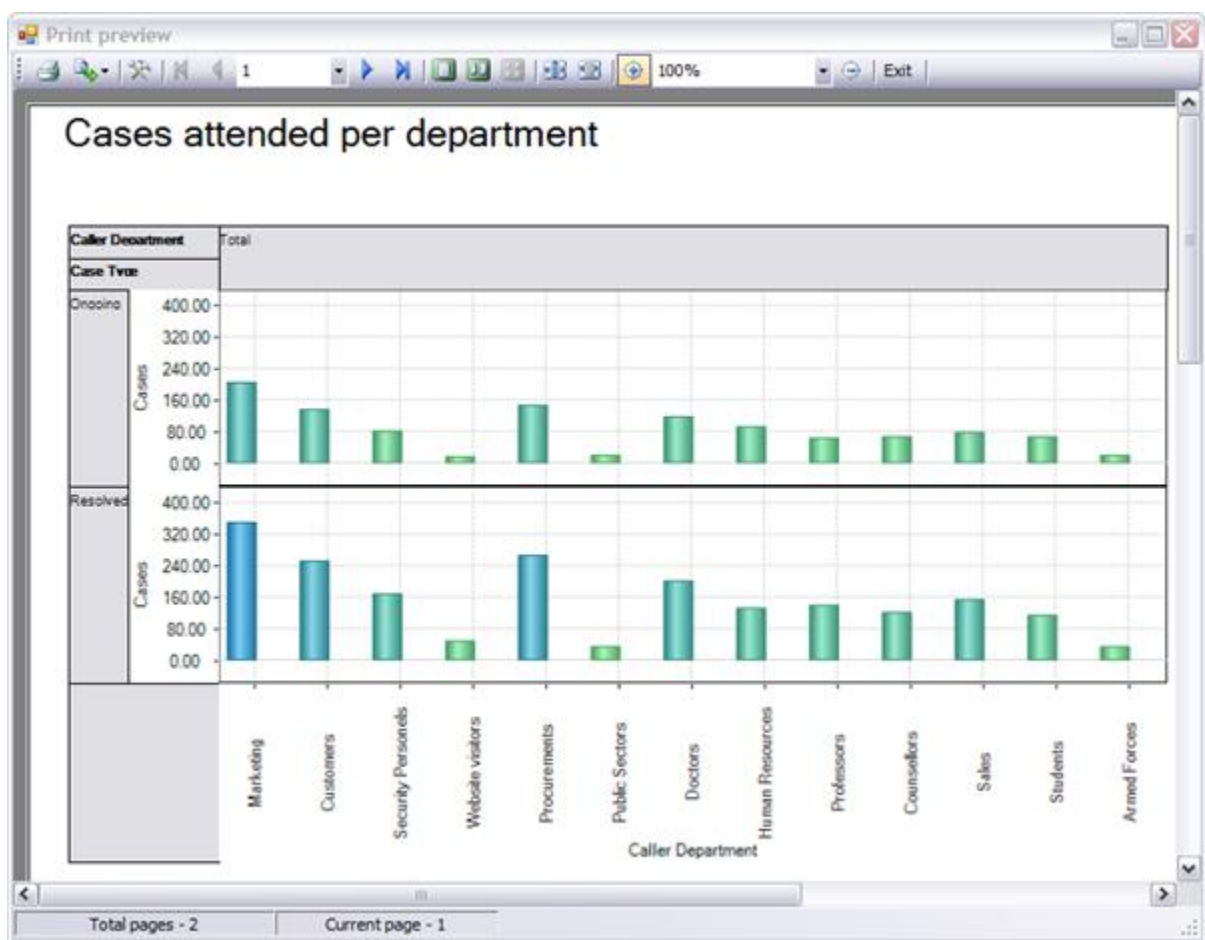 Print preview
1 100% Exit
Cases attended per department
Caller Department Total
Case Type
Ongoing
400.00
320.00
240.00
160.00
80.00
0.00
Cases
Resolved
400.00
320.00
240.00
160.00
80.00
0.00
Cases
Marketing
Customers
Security Personels
Website visitors
Procurements
Public Sectors
Doctors
Human Resources
Professors
Counsellors
Sales
Students
Armed Forces
Caller Department
Total pages - 2 Current page - 1